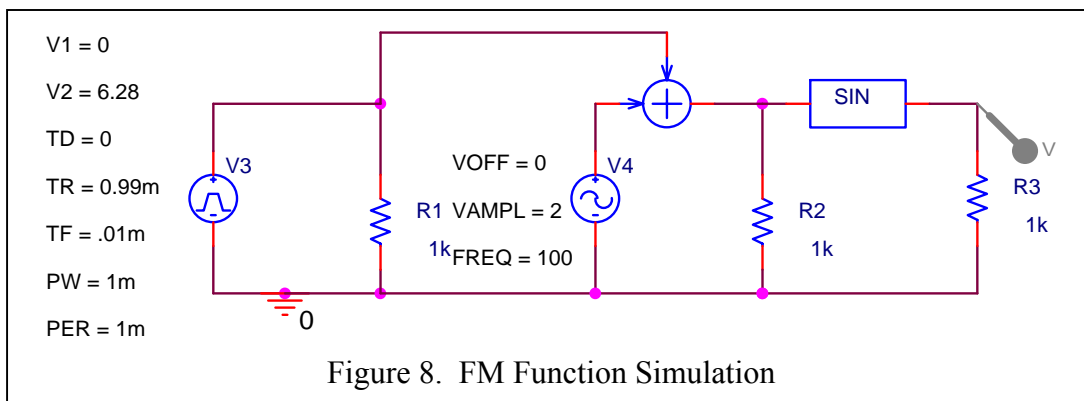 V1 = 0
V2 = 6.28
TD = 0
TR = 0.99m
TF = .01m
PW = 1m
PER = 1m
V3
R1
1k
VOFF = 0
VAMPL = 2
FREQ = 100
V4
R2
1k
SIN
V
R3
1k
0
Figure 8. FM Function Simulation